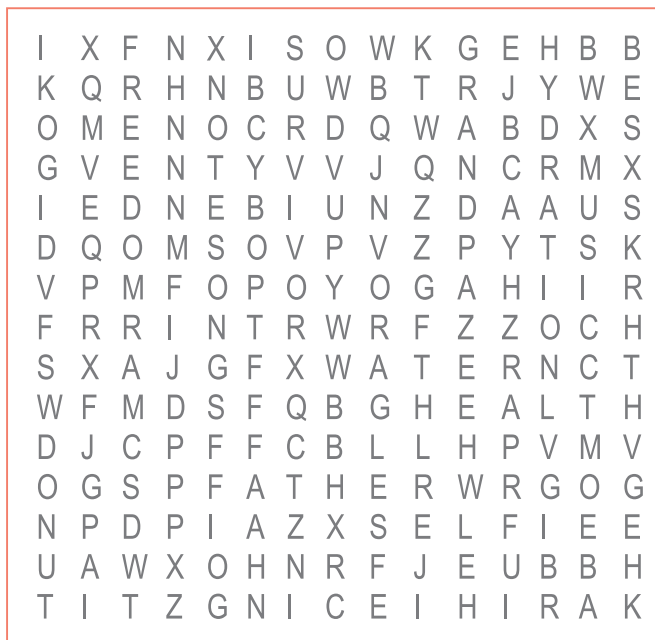 I X F N X I S O W K G E H B B
K Q R H N B U W B T R J Y W E
O M E N O C R D Q W A B D X S
G V E N T Y V V J Q N C R M X
I E D N E B I U N Z D A A U S
D Q O M S O V P V Z P Y T S K
V P M F O P O Y O G A H I I R
F R R I N T R W R F Z Z O C H
S X A J G F X W A T E R N C T
W F M D S F Q B G H E A L T H
D J C P F F C B L L H P V M V
O G S P F A T H E R W R G O G
N P D P I A Z X S E L F I E E
U A W X O H N R F J E U B B H
T I T Z G N I C E I H I R A K